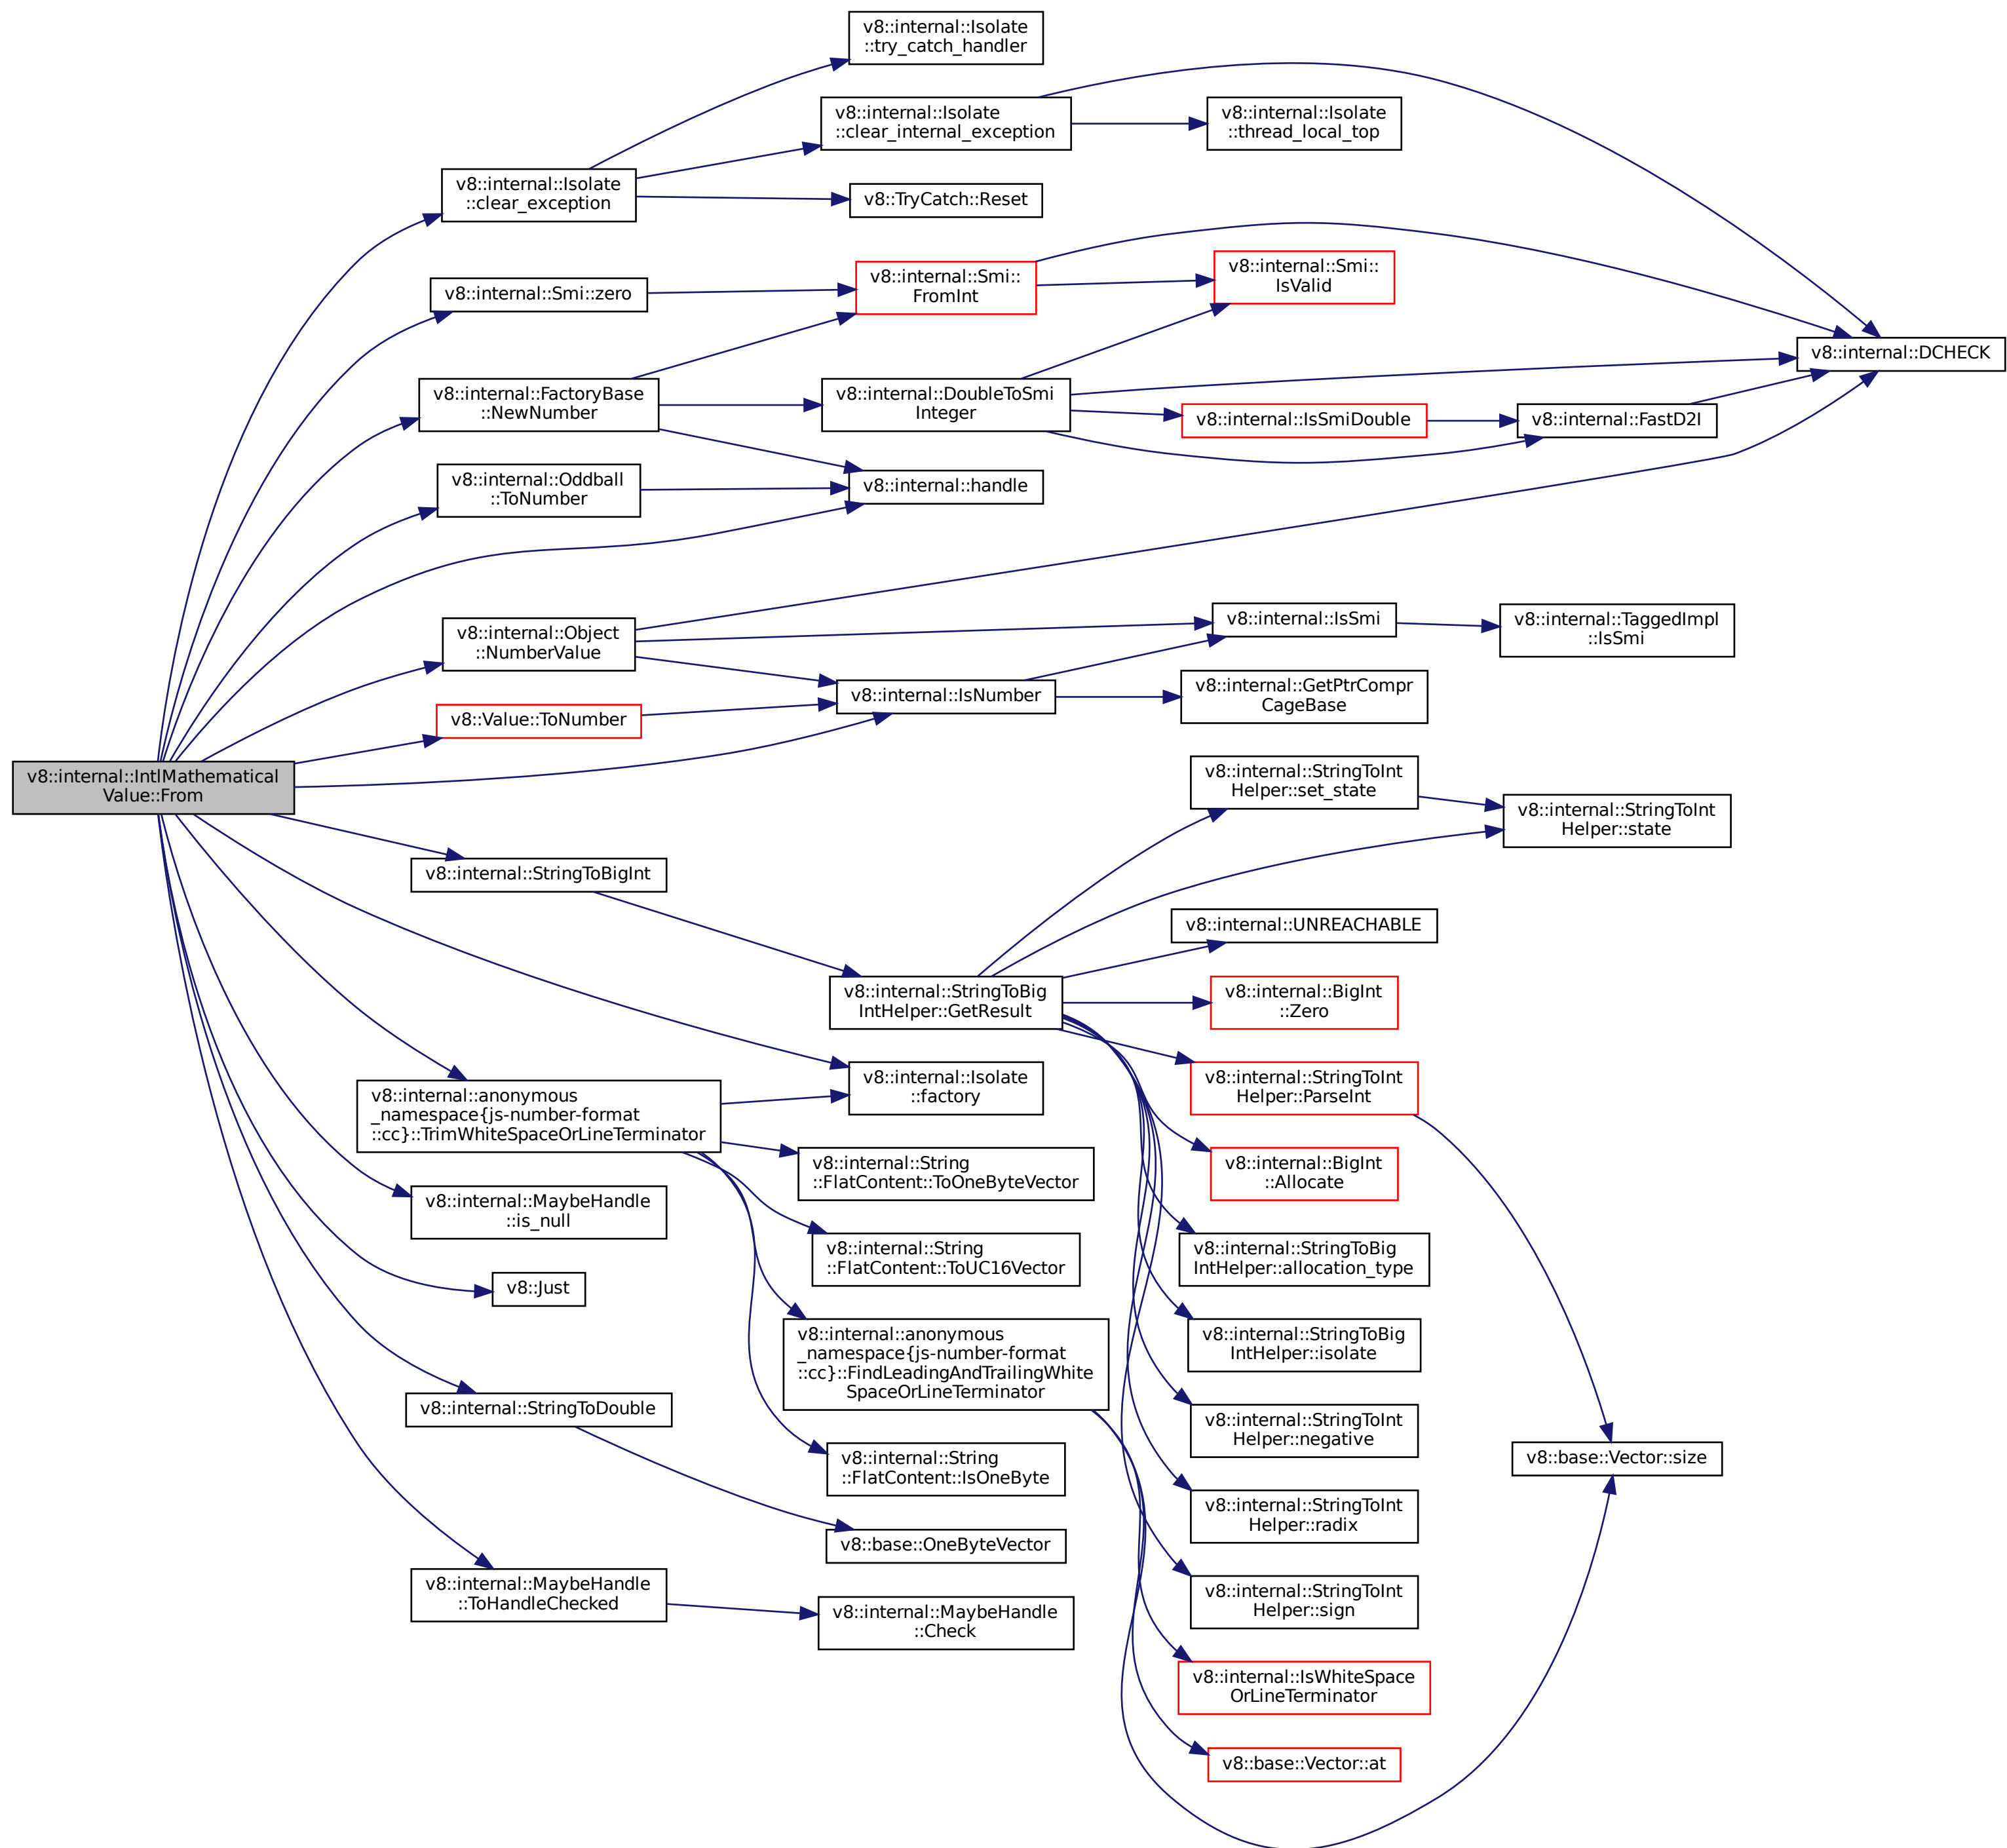 v8::internal::IntlMathematical
Value::From
v8::internal::Isolate
::clear_exception
v8::internal::Smi::zero
v8::internal::FactoryBase
::NewNumber
v8::internal::Oddball
::ToNumber
v8::internal::Object
::NumberValue
v8::Value::ToNumber
v8::internal::StringToBigInt
v8::internal::anonymous
_namespace{js-number-format
::cc}::TrimWhiteSpaceOrLineTerminator
v8::internal::MaybeHandle
::is_null
v8::Just
v8::internal::StringToDouble
v8::internal::MaybeHandle
::ToHandleChecked
v8::internal::Isolate
::try_catch_handler
v8::internal::Isolate
::clear_internal_exception
v8::TryCatch::Reset
v8::internal::Smi::
FromInt
v8::internal::DoubleToSmi
Integer
v8::internal::handle
v8::internal::IsNumber
v8::internal::StringToBig
IntHelper::GetResult
v8::internal::Isolate
::factory
v8::internal::String
::FlatContent::ToOneByteVector
v8::internal::String
::FlatContent::ToUC16Vector
v8::internal::anonymous
_namespace{js-number-format
::cc}::FindLeadingAndTrailingWhite
SpaceOrLineTerminator
v8::internal::String
::FlatContent::IsOneByte
v8::base::OneByteVector
v8::internal::MaybeHandle
::Check
v8::internal::Isolate
::thread_local_top
v8::internal::Smi::
IsValid
v8::internal::IsSmiDouble
v8::internal::IsSmi
v8::internal::GetPtrCompr
CageBase
v8::internal::StringToInt
Helper::set_state
v8::internal::UNREACHABLE
v8::internal::BigInt
::Zero
v8::internal::StringToInt
Helper::ParseInt
v8::internal::BigInt
::Allocate
v8::internal::StringToBig
IntHelper::allocation_type
v8::internal::StringToBig
IntHelper::isolate
v8::internal::StringToInt
Helper::negative
v8::internal::StringToInt
Helper::radix
v8::internal::StringToInt
Helper::sign
v8::internal::IsWhiteSpace
OrLineTerminator
v8::base::Vector::at
v8::internal::FastD2I
v8::internal::TaggedImpl
::IsSmi
v8::internal::StringToInt
Helper::state
v8::base::Vector::size
v8::internal::DCHECK